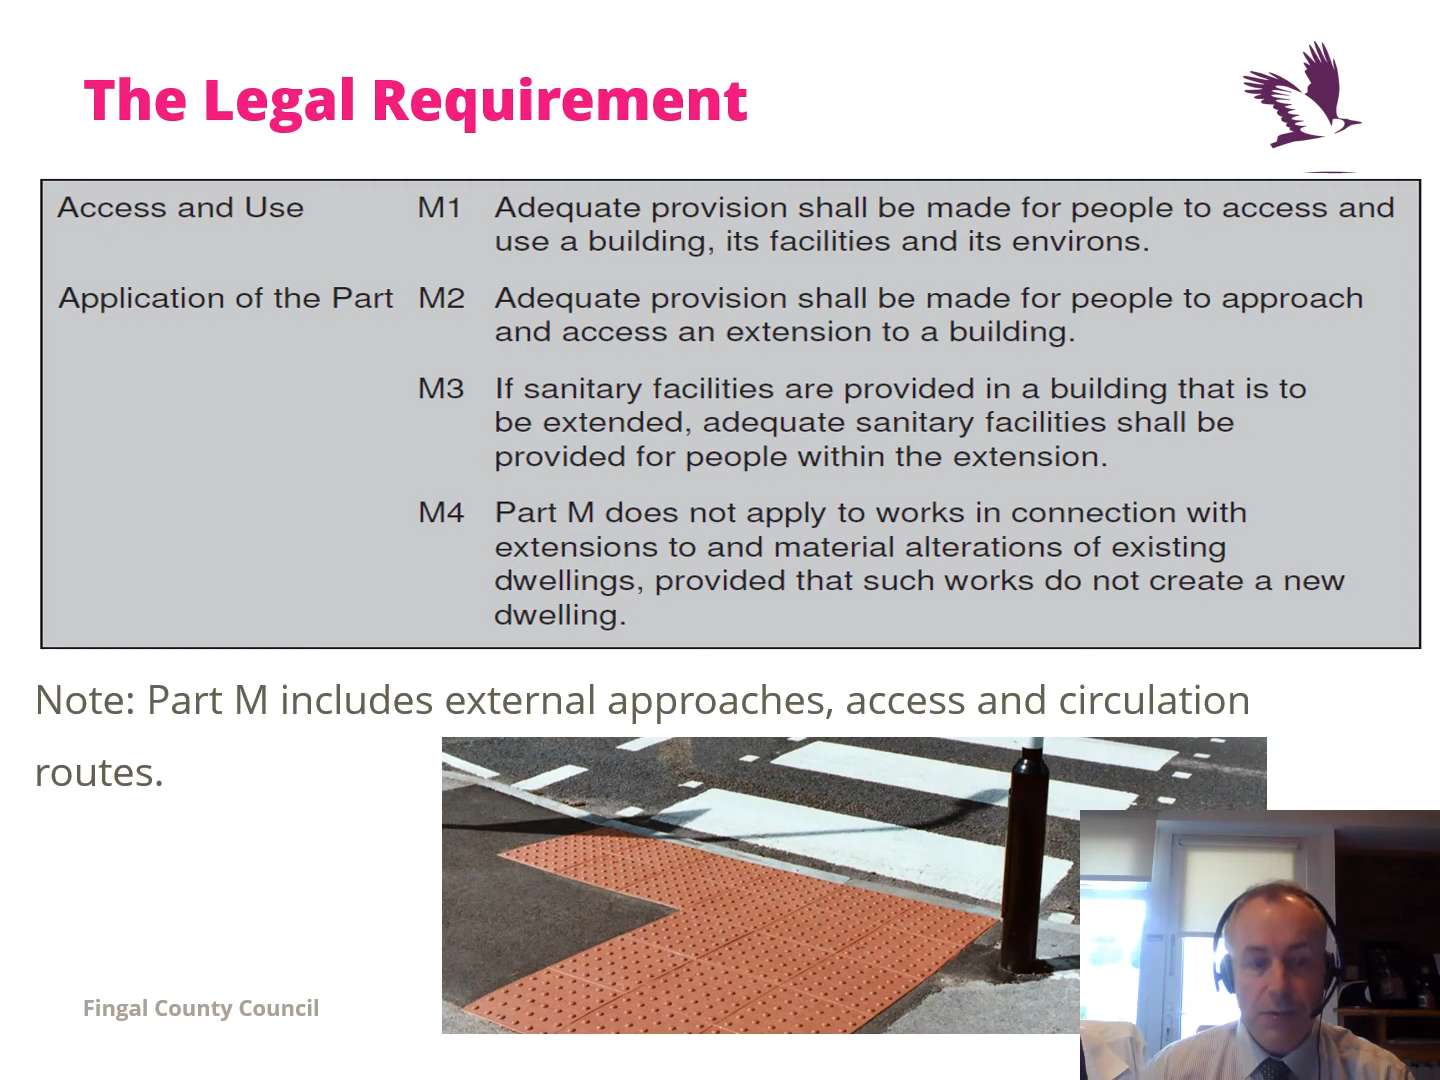 The Legal Requirement
Access and Use M1 Adequate provision shall be made for people to access and
use a building, its facilities and its environs.
Application of the Part M2 Adequate provision shall be made for people to approach
and access an extension to a building.
M3 If sanitary facilities are provided in a building that is to
be extended, adequate sanitary facilities shall be
provided for people within the extension.
M4 Part M does not apply to works in connection with
extensions to and material alterations of existing
dwellings, provided that such works do not create a new
dwelling.
Note: Part M includes external approaches, access and circulation
routes.
Fingal County Council